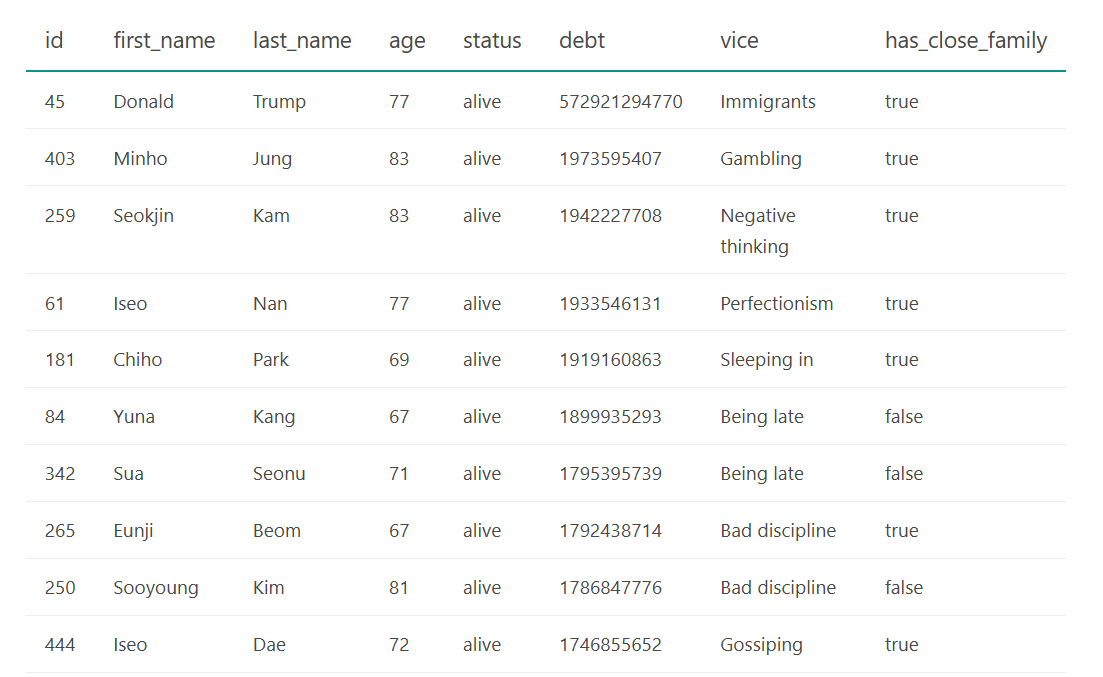 id first_name last_name age status debt vice has_close_family
45 Donald Trump 77 alive 572921294770 Immigrants true
403 Minho Jung 83 alive 1973595407 Gambling true
259 Seokjin Kam 83 alive 1942227708 Negative true
thinking
61 Iseo Nan 77 alive 1933546131 Perfectionism true
181 Chiho Park 69 alive 1919160863 Sleeping in true
84 Yuna Kang 67 alive 1899935293 Being late false
342 Sua Seonu 71 alive 1795395739 Being late false
265 Eunji Beom 67 alive 1792438714 Bad discipline true
250 Sooyoung Kim 81 alive 1786847776 Bad discipline false
444 Iseo Dae 72 alive 1746855652 Gossiping true